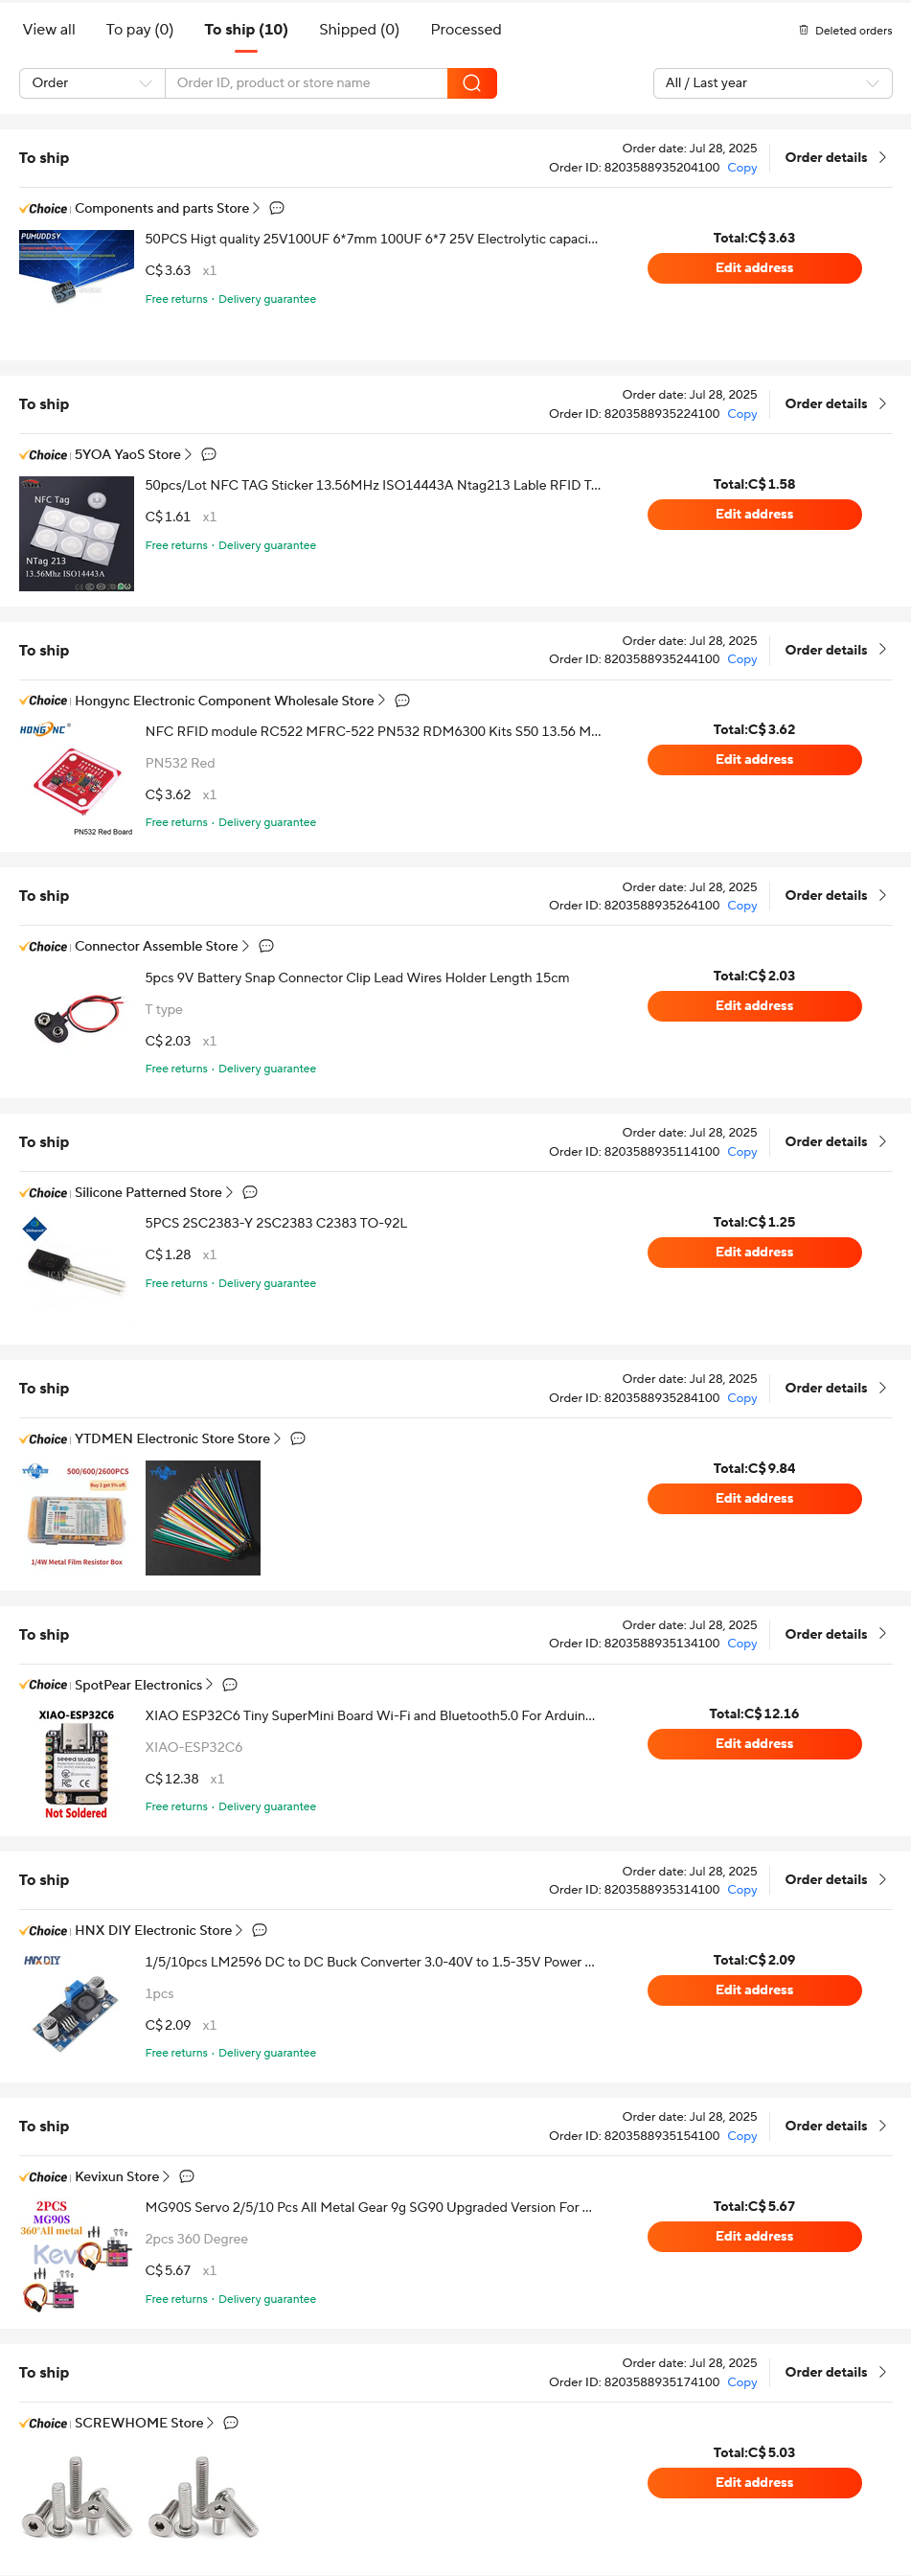 View all To pay (0) To ship (10) Shipped (0) Processed Deleted orders
Order Order ID, product or store name All / Last year
To ship Order date: Jul 28, 2025 Order details
Order ID: 8203588935204100 Copy
Choice Components and parts Store
PUMUDDSY
50PCS Higt quality 25V100UF 6*7mm 100UF 6*7 25V Electrolytic capaci... Total:C$3.63
C$3.63 x1 Edit address
Free returns · Delivery guarantee
To ship Order date: Jul 28, 2025 Order details
Order ID: 8203588935224100 Copy
Choice 5YOA YaoS Store
50pcs/Lot NFC TAG Sticker 13.56MHz ISO14443A Ntag213 Lable RFID T... Total:C$1.58
NFC Tag
C$1.61 x1 Edit address
Free returns · Delivery guarantee
NTag 213
13.56Mhz ISO14443A
To ship Order date: Jul 28, 2025 Order details
Order ID: 8203588935244100 Copy
Choice Hongync Electronic Component Wholesale Store
HONGYNC®
NFC RFID module RC522 MFRC-522 PN532 RDM6300 Kits S50 13.56 M... Total:C$3.62
PN532 Red Edit address
C$3.62 x1
Free returns · Delivery guarantee
PN532 Red Board
To ship Order date: Jul 28, 2025 Order details
Order ID: 8203588935264100 Copy
Choice Connector Assemble Store
5pcs 9V Battery Snap Connector Clip Lead Wires Holder Length 15cm Total:C$2.03
T type Edit address
C$2.03 x1
Free returns · Delivery guarantee
To ship Order date: Jul 28, 2025 Order details
Order ID: 8203588935114100 Copy
Choice Silicone Patterned Store
5PCS 2SC2383-Y 2SC2383 C2383 TO-92L Total:C$1.25
C$1.28 x1 Edit address
Free returns · Delivery guarantee
To ship Order date: Jul 28, 2025 Order details
Order ID: 8203588935284100 Copy
Choice YTDMEN Electronic Store Store
YTDMEN 500/600/2600PCS YTDMEN Total:C$9.84
Buy 2 get 5% off. Edit address
1/4W Metal Film Resistor Box
To ship Order date: Jul 28, 2025 Order details
Order ID: 8203588935134100 Copy
Choice SpotPear Electronics
XIAO-ESP32C6 XIAO ESP32C6 Tiny SuperMini Board Wi-Fi and Bluetooth5.0 For Arduin... Total:C$12.16
XIAO-ESP32C6 Edit address
seeed studio
C$12.38 x1
Free returns · Delivery guarantee
Not Soldered
To ship Order date: Jul 28, 2025 Order details
Order ID: 8203588935314100 Copy
Choice HNX DIY Electronic Store
HNX DIY
1/5/10pcs LM2596 DC to DC Buck Converter 3.0-40V to 1.5-35V Power ... Total:C$2.09
1pcs Edit address
C$2.09 x1
Free returns · Delivery guarantee
To ship Order date: Jul 28, 2025 Order details
Order ID: 8203588935154100 Copy
Choice Kevixun Store
2PCS MG90S Servo 2/5/10 Pcs All Metal Gear 9g SG90 Upgraded Version For ... Total:C$5.67
MG90S
360°All metal 2pcs 360 Degree Edit address
C$5.67 x1
Free returns · Delivery guarantee
To ship Order date: Jul 28, 2025 Order details
Order ID: 8203588935174100 Copy
Choice SCREWHOME Store
Total:C$5.03
Edit address